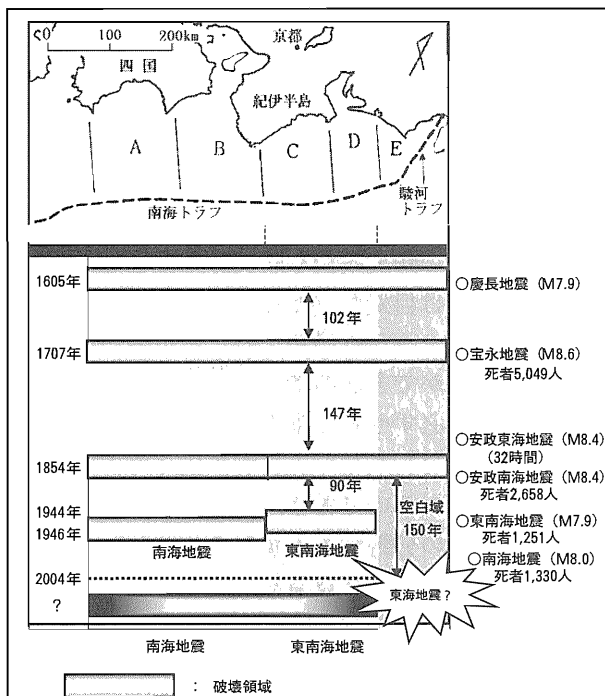 0 100 200km
京都
四国
紀伊半島
A B C D E
南海トラフ
駿河
トラフ
1605年
○慶長地震（M7.9）
102年
1707年
○宝永地震（M8.6）
死者5,049人
147年
○安政東海地震（M8.4）
（32時間）
1854年
○安政南海地震（M8.4）
死者2,658人
90年
空白域
150年
1944年
1946年
○東南海地震（M7.9）
死者1,251人
南海地震
東南海地震
○南海地震（M8.0）
死者1,330人
2004年
東海地震？
?
南海地震
東南海地震
： 破壊領域